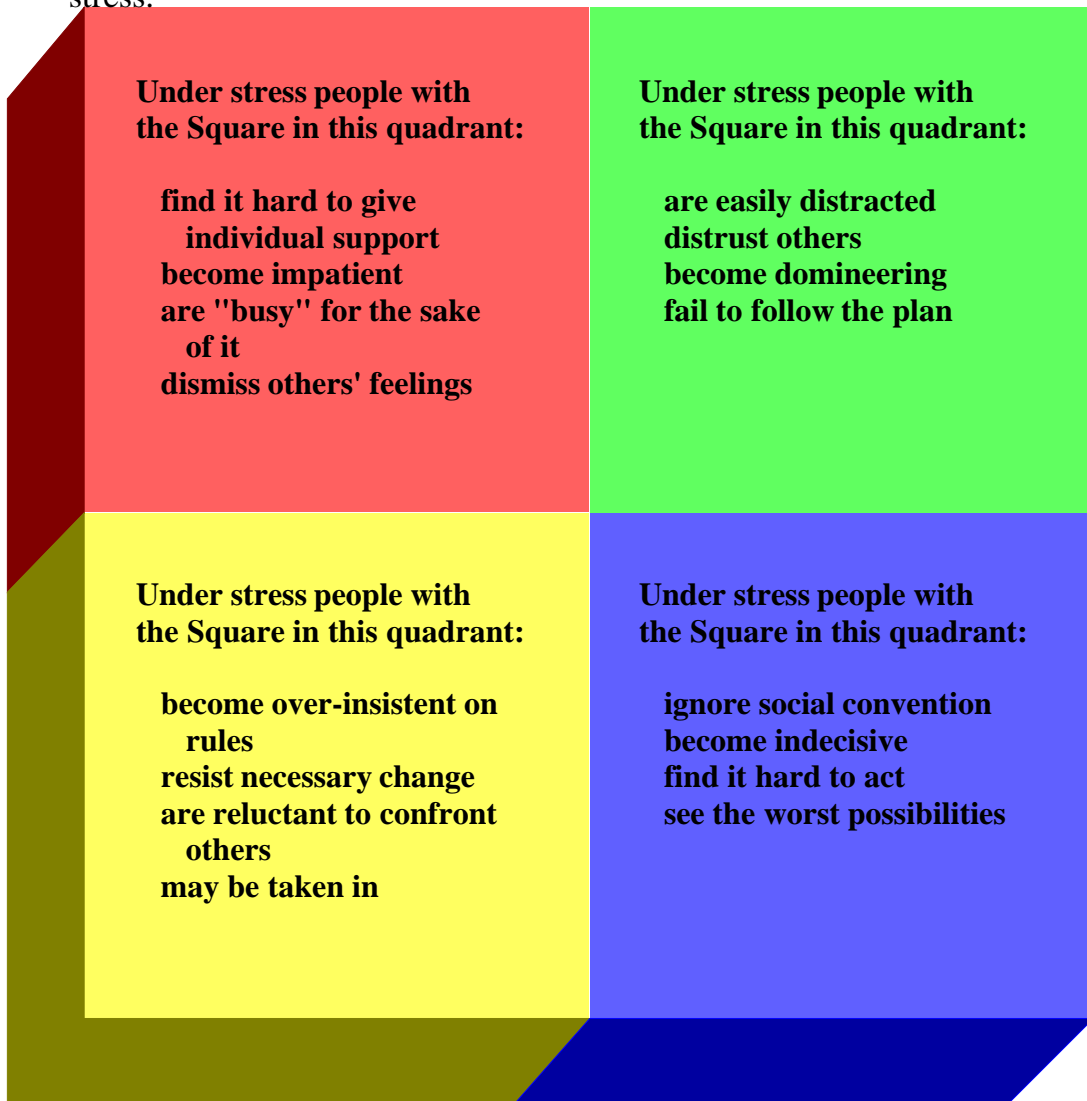 stress.
Under stress people with
the Square in this quadrant:
find it hard to give
individual support
become impatient
are "busy" for the sake
of it
dismiss others' feelings
Under stress people with
the Square in this quadrant:
are easily distracted
distrust others
become domineering
fail to follow the plan
Under stress people with
the Square in this quadrant:
become over-insistent on
rules
resist necessary change
are reluctant to confront
others
may be taken in
Under stress people with
the Square in this quadrant:
ignore social convention
become indecisive
find it hard to act
see the worst possibilities